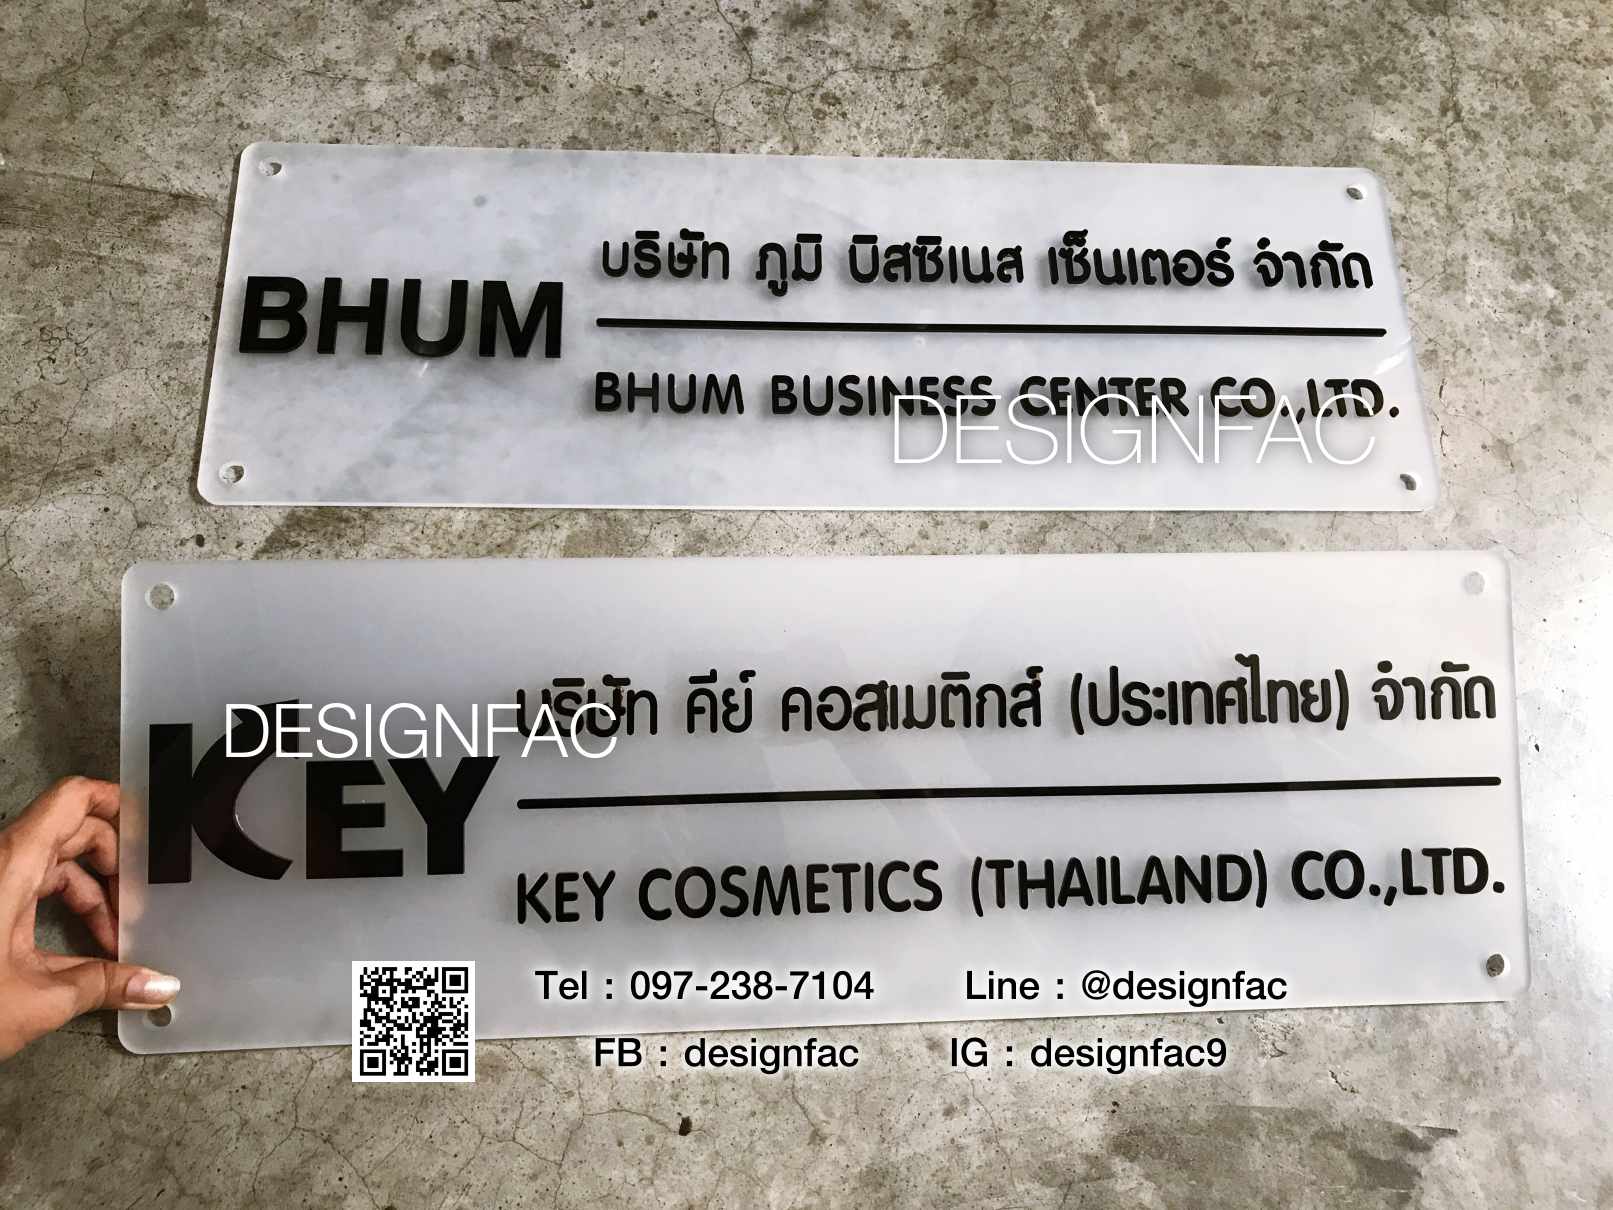 BHUM
บริษัท ภูมิ บิสซิเนส เซ็นเตอร์ จำกัด
BHUM BUSINESS CENTER CO.,LTD.
DESIGNFAC
KEY
บริษัท คีย์ คอสเมติกส์ (ประเทศไทย) จำกัด
DESIGNFAC
KEY COSMETICS (THAILAND) CO.,LTD.
Tel : 097-238-7104 Line : @designfac
FB : designfac IG : designfac9